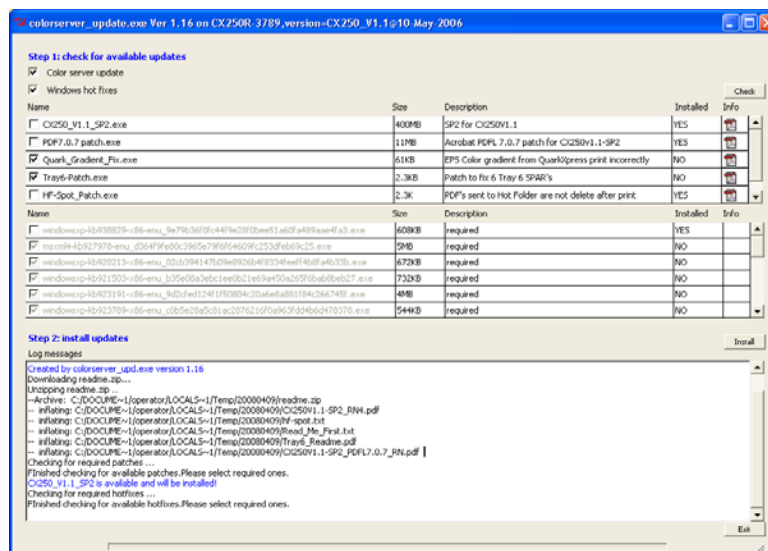 colorserver_update.exe Ver 1.16 on CX250R-3789,version=CX250_V1.1@10-May-2006
Step 1: check for available updates
Color server update
Windows hot fixes
Check
Name Size Description Installed Info
CX250_V1.1_SP2.exe 400MB SP2 for CX250V1.1 YES
PDF7.0.7-Patch.exe 11MB Acrobat PDFL 7.0.7 patch for CX250v1.1-SP2 YES
Quark_Gradient_Fix.exe 61KB EPS Color gradient from QuarkXpress print incorrectly NO
Tray6-Patch.exe 2.3KB Patch to fix 6 Tray 6 SPAR's NO
HF-Spot_Patch.exe 2.3K PDF's sent to Hot Folder are not delete after print YES
Name Size Description Installed Info
608KB required YES
5MB required NO
672KB required NO
732KB required NO
4MB required NO
544KB required NO
Step 2: install updates
Install
Log messages
Created by colorserver_upd.exe version 1.16
Downloading readme.zip...
Unzipping readme.zip ..
--Archive: C:/DOCUME~1/operator/LOCALS~1/Temp/20080409/readme.zip
-- inflating: C:/DOCUME~1/operator/LOCALS~1/Temp/20080409/CX250V1.1-SP2_RN4.pdf
-- inflating: C:/DOCUME~1/operator/LOCALS~1/Temp/20080409/hf-spot.txt
-- inflating: C:/DOCUME~1/operator/LOCALS~1/Temp/20080409/Read_Me_First.txt
-- inflating: C:/DOCUME~1/operator/LOCALS~1/Temp/20080409/Tray6_Readme.pdf
-- inflating: C:/DOCUME~1/operator/LOCALS~1/Temp/20080409/CX250V1.1-SP2_PDFL7.0.7_RN.pdf
Checking for required patches ...
FInished checking for available patches.Please select required ones.
CX250_V1.1_SP2 is available and will be installed!
Checking for required hotfixes ...
FInished checking for available hotfixes.Please select required ones.
Exit